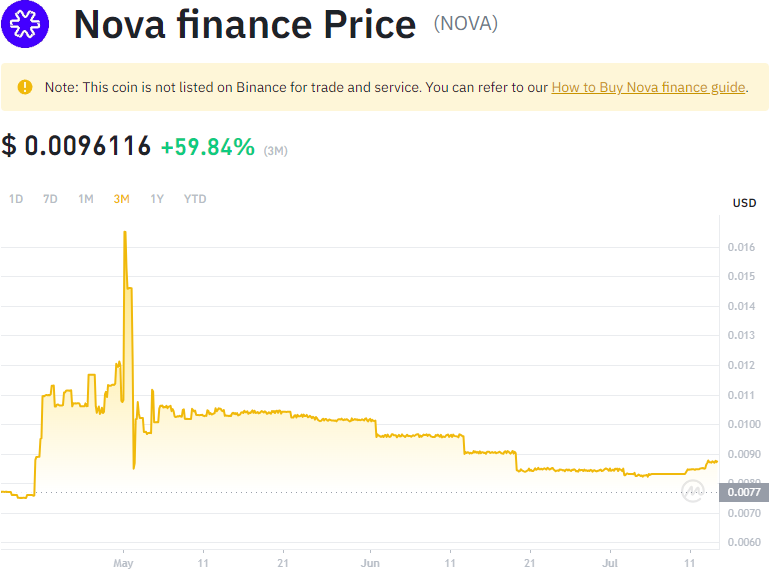 Nova finance Price (NOVA)
Note: This coin is not listed on Binance for trade and service. You can refer to our How to Buy Nova finance guide.
$ 0.0096116 +59.84% (3M)
1D 7D 1M 3M 1Y YTD
USD
0.016
0.015
0.014
0.013
0.012
0.011
0.0100
0.0090
0.0080
0.0077
0.0070
0.0060
May 11 21 Jun 11 21 Jul 11